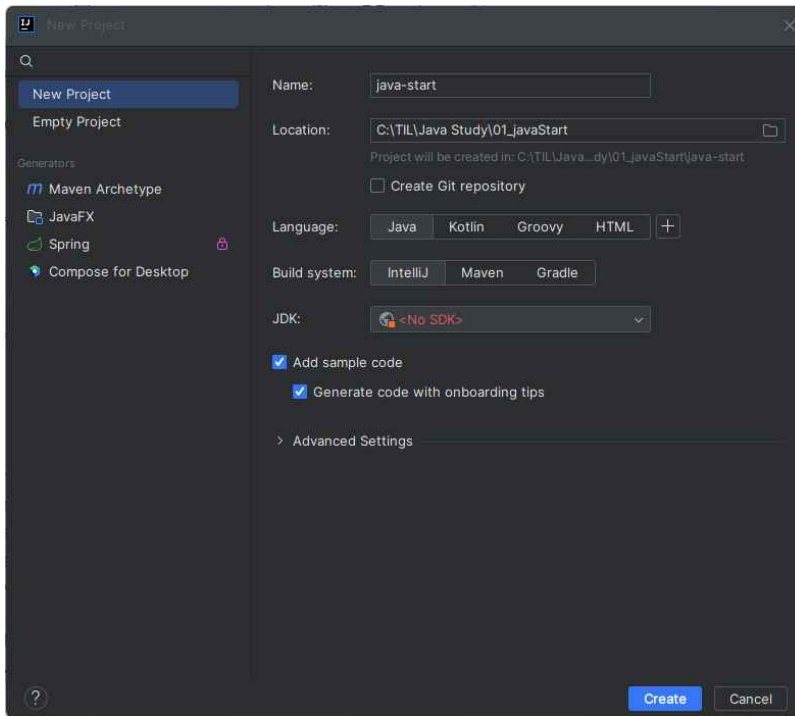 New Project
New Project
Empty Project
Generators
Maven Archetype
JavaFX
Spring
Compose for Desktop
Name: java-start
Location: C:\TIL\Java Study\01_javaStart
Project will be created in: C:\TIL\Java...dy\01_javaStart\java-start
Create Git repository
Language: Java Kotlin Groovy HTML +
Build system: IntelliJ Maven Gradle
JDK: <No SDK>
Add sample code
Generate code with onboarding tips
> Advanced Settings
? Create Cancel